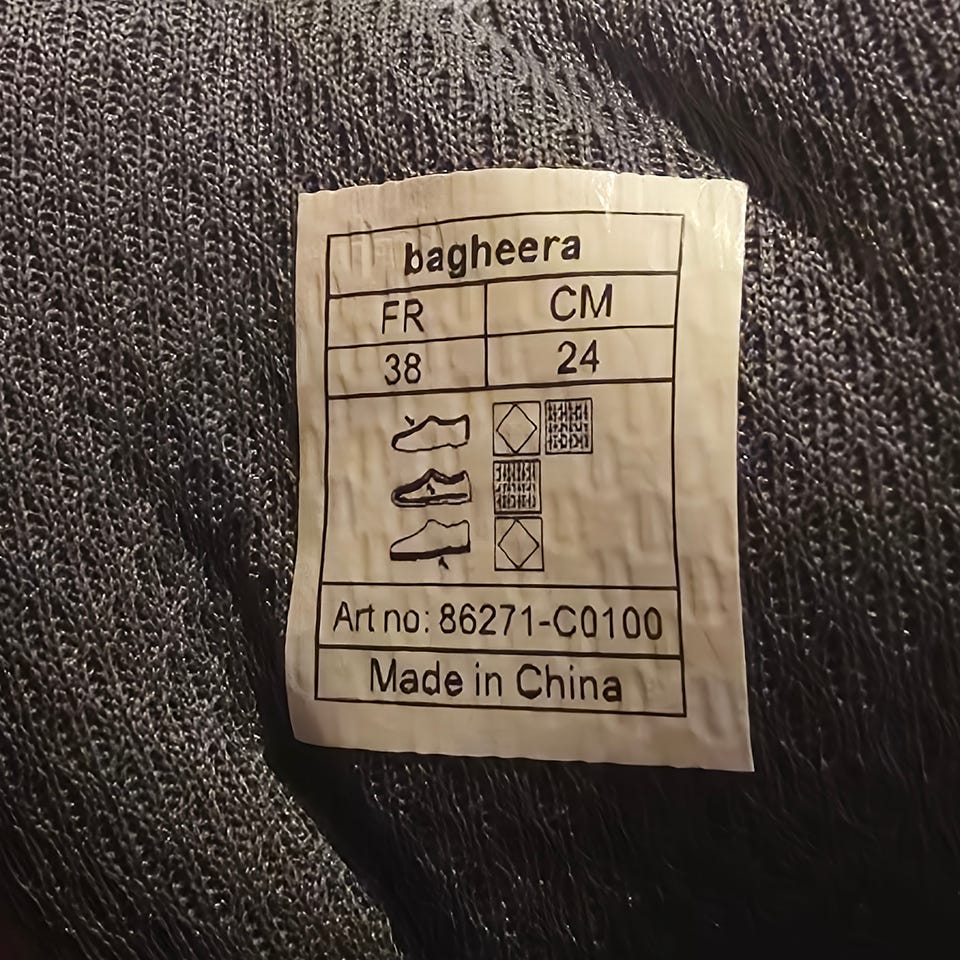 bagheera
FR CM
38 24
Art no: 86271-C0100
Made in China